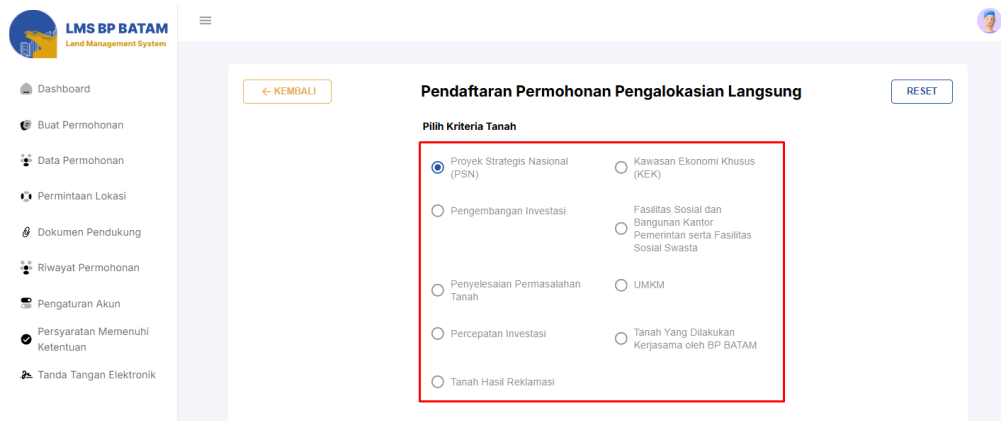 LMS BP BATAM
Land Management System
Dashboard
Buat Permohonan
Data Permohonan
Permintaan Lokasi
Dokumen Pendukung
Riwayat Permohonan
Pengaturan Akun
Persyaratan Memenuhi
Ketentuan
Tanda Tangan Elektronik
← KEMBALI
Pendaftaran Permohonan Pengalokasian Langsung
RESET
Pilih Kriteria Tanah
Proyek Strategis Nasional
(PSN)
Kawasan Ekonomi Khusus
(KEK)
Pengembangan Investasi
Fasilitas Sosial dan
Bangunan Kantor
Pemerintan serta Fasilitas
Sosial Swasta
Penyelesaian Permasalahan
Tanah
UMKM
Percepatan Investasi
Tanah Yang Dilakukan
Kerjasama oleh BP BATAM
Tanah Hasil Reklamasi